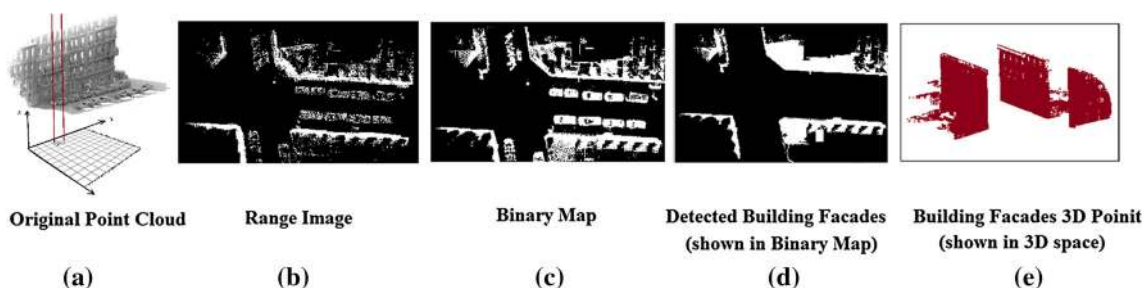 Original Point Cloud
Range Image
Binary Map
Detected Building Facades
(shown in Binary Map)
Building Facades 3D Poinit
(shown in 3D space)
(a)
(b)
(c)
(d)
(e)